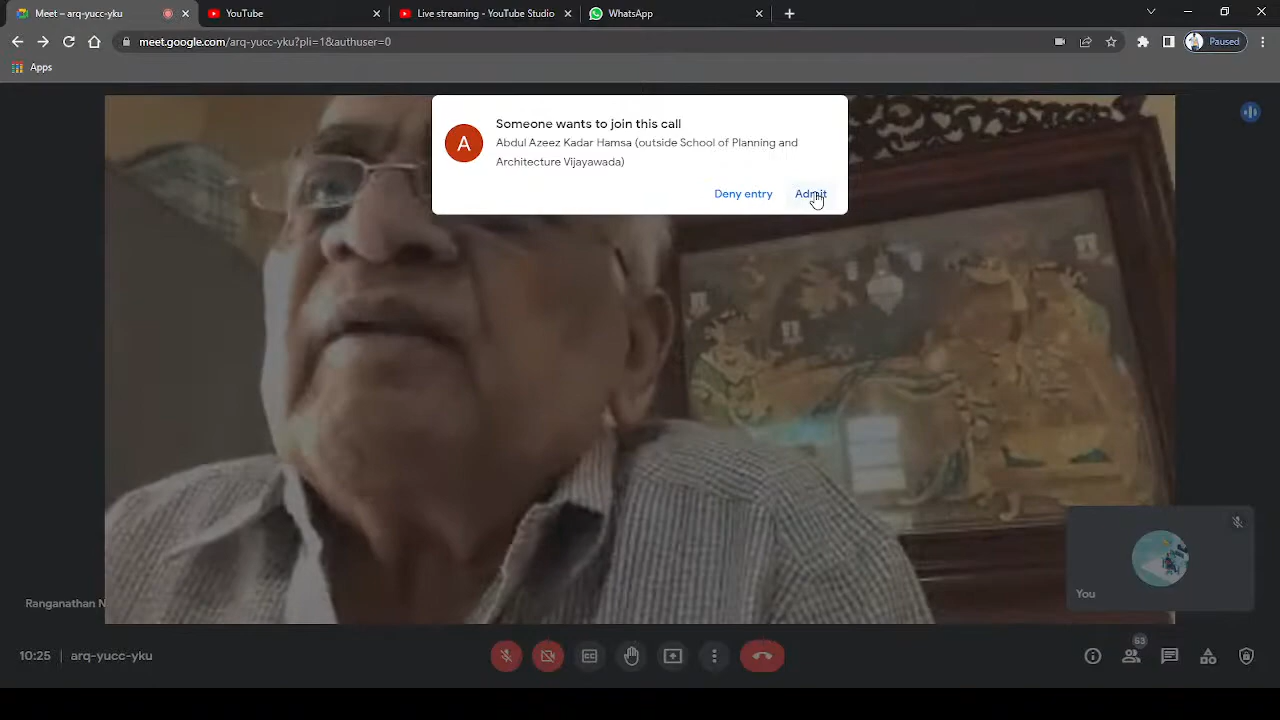 Meet – arq-yucc-yku
YouTube
Live streaming - YouTube Studio
WhatsApp
meet.google.com/arq-yucc-yku?pli=1&authuser=0
Paused
Apps
Someone wants to join this call
A
Abdul Azeez Kadar Hamsa (outside School of Planning and
Architecture Vijayawada)
Deny entry
Admit
You
Ranganathan N
10:25 | arq-yucc-yku
CC
63